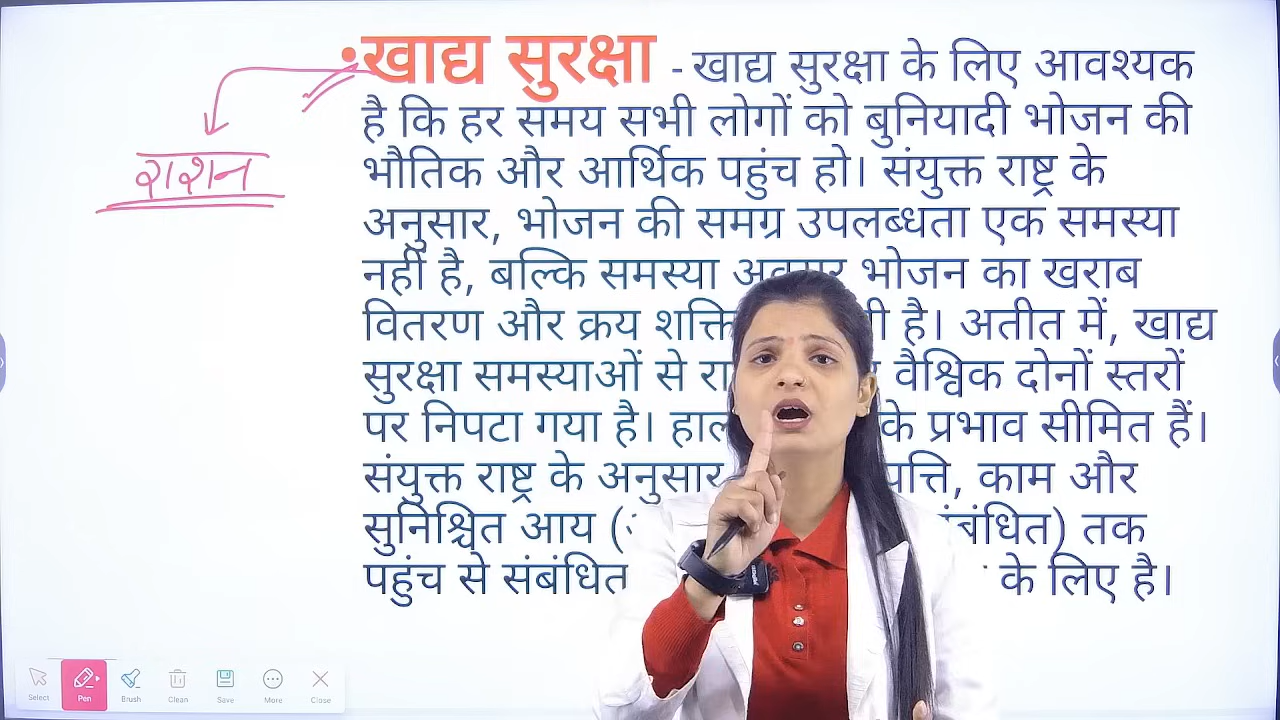 •खाद्य सुरक्षा - खाद्य सुरक्षा के लिए आवश्यक
है कि हर समय सभी लोगों को बुनियादी भोजन की
भौतिक और आर्थिक पहुंच हो। संयुक्त राष्ट्र के
अनुसार, भोजन की समग्र उपलब्धता एक समस्या
नहीं है, बल्कि समस्या अक्सर भोजन का खराब
वितरण और क्रय शक्ति है। अतीत में, खाद्य
सुरक्षा समस्याओं से वैश्विक दोनों स्तरों
पर निपटा गया है। के प्रभाव सीमित हैं।
संयुक्त राष्ट्र के अनुसार काम और
सुनिश्चित आय ( तक
पहुंच से संबंधित के लिए है।
राशन
Select Pen Brush Clean Save More Close